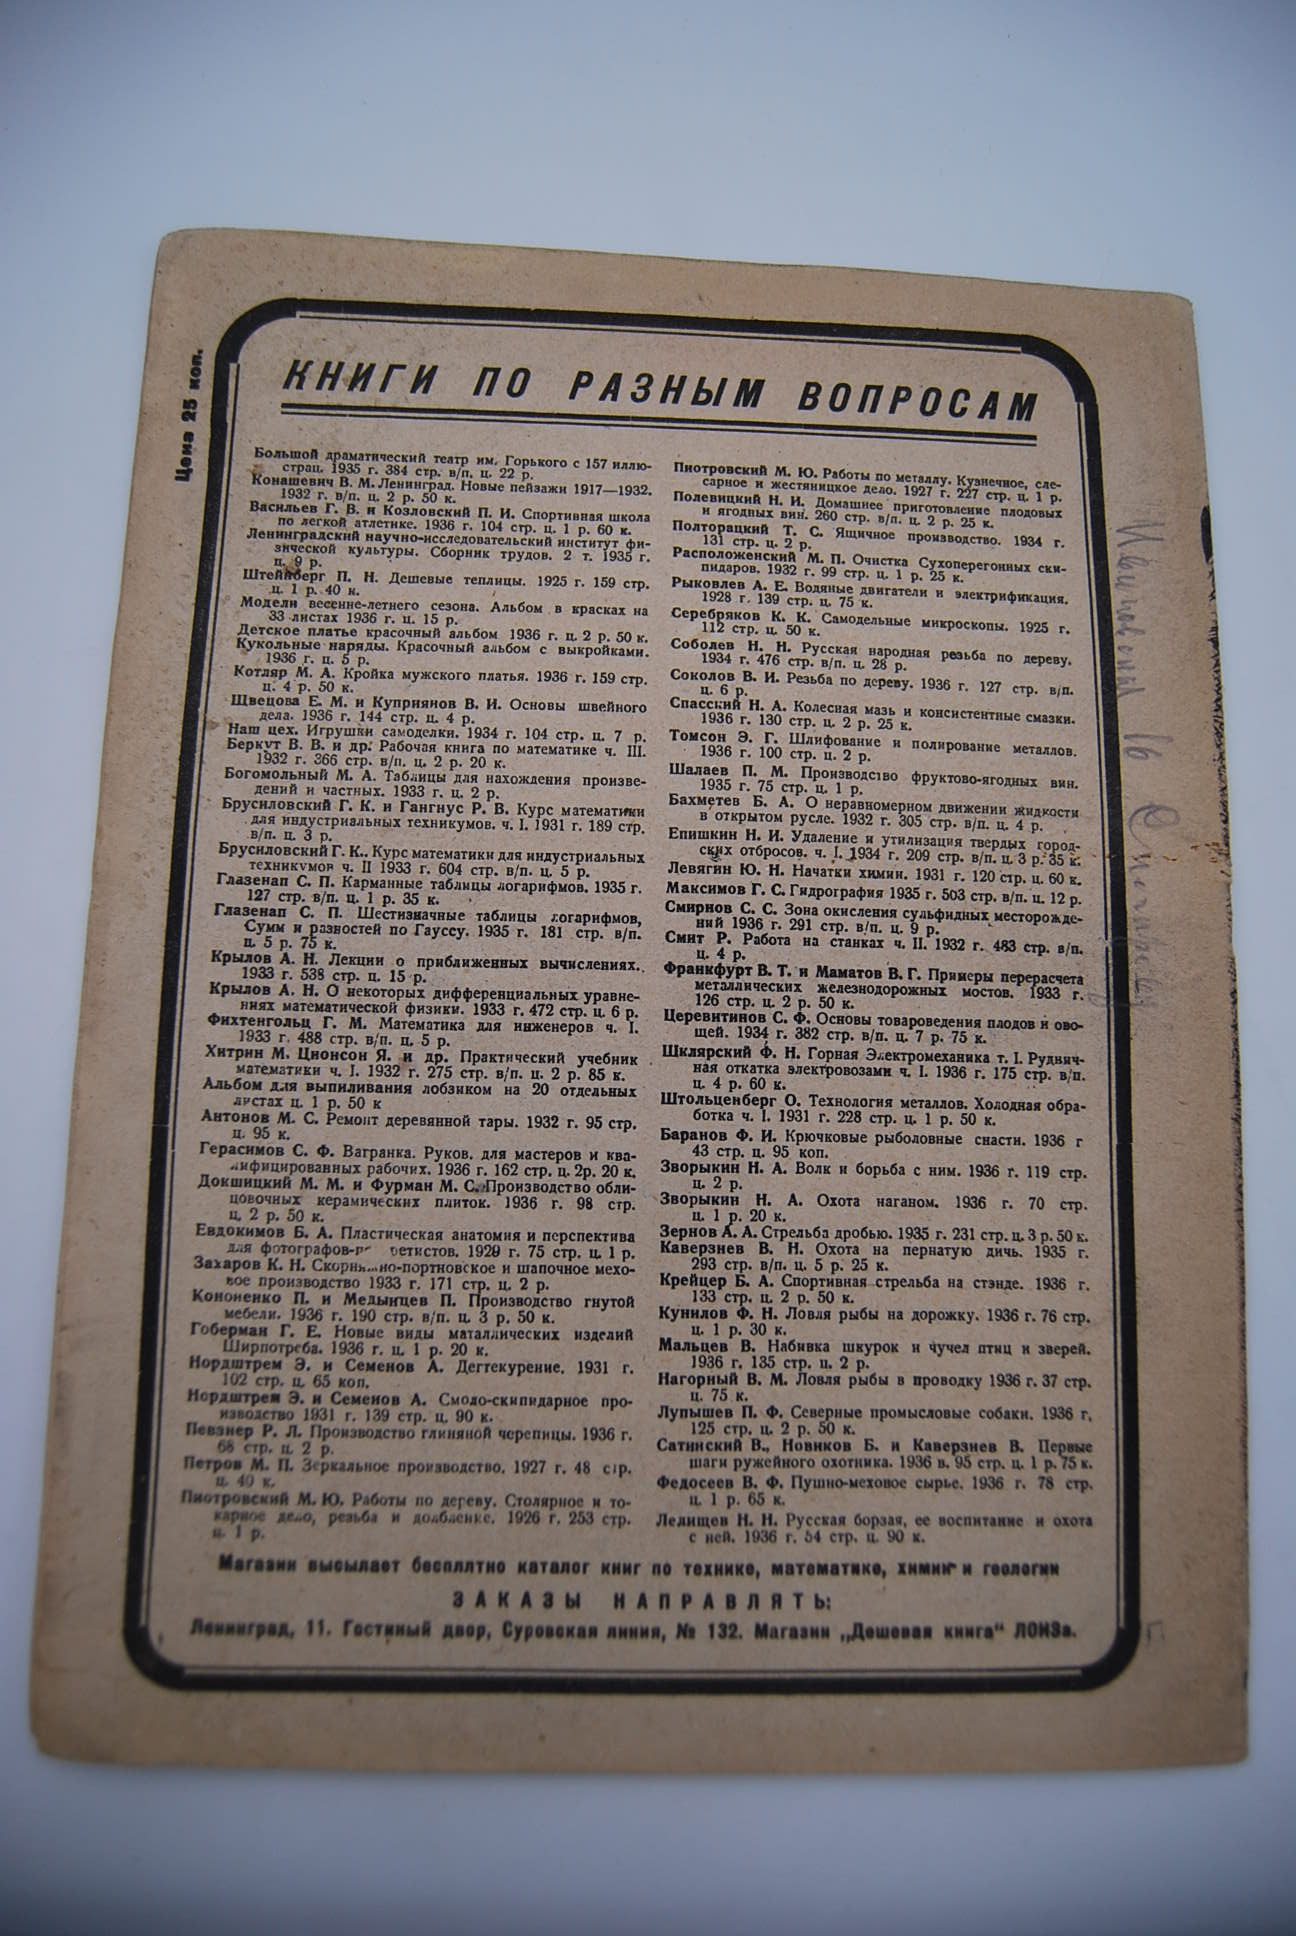 Цена 25 коп.
КНИГИ ПО РАЗНЫМ ВОПРОСАМ
Большой драматический театр им. Горького с 157 иллю-
страц. 1935 г. 384 стр. в/п. ц. 22 р.
Конашевич В. М. Ленинград. Новые пейзажи 1917—1932.
1932 г. в/п. ц. 2 р. 50 к.
Васильев Г. В. и Козловский П. И. Спортивная школа
по легкой атлетике. 1936 г. 104 стр. ц. 1 р. 60 к.
Ленинградский научно-исследовательский институт фи-
зической культуры. Сборник трудов. 2 т. 1935 г.
ц. 9 р.
Штейнберг П. Н. Дешевые теплицы. 1925 г. 159 стр.
ц. 1 р. 40 к.
Модели весенне-летнего сезона. Альбом в красках на
33 листах 1936 г. ц. 15 р.
Детское платье красочный альбом 1936 г. ц. 2 р. 50 к.
Кукольные наряды. Красочный альбом с выкройками.
1936 г. ц. 5 р.
Котляр М. А. Кройка мужского платья. 1936 г. 159 стр.
ц. 4 р. 50 к.
Швецова Е. М. и Куприянов В. И. Основы швейного
дела. 1936 г. 144 стр. ц. 4 р.
Наш цех. Игрушки самоделки. 1934 г. 104 стр. ц. 7 р.
Беркут В. В. и др. Рабочая книга по математике ч. III.
1932 г. 366 стр. в/п. ц. 2 р. 20 к.
Богомольный М. А. Таблицы для нахождения произве-
дений и частных. 1933 г. ц. 2 р.
Брусиловский Г. К. и Гангнус Р. В. Курс математики
для индустриальных техникумов. ч. I. 1931 г. 189 стр.
в/п. ц. 3 р.
Брусиловский Г. К. Курс математики для индустриальных
техникумов ч. II 1933 г. 604 стр. в/п. ц. 5 р.
Глазенап С. П. Карманные таблицы логарифмов. 1935 г.
127 стр. в/п. ц. 1 р. 35 к.
Глазенап С. П. Шестизначные таблицы логарифмов,
Сумм и разностей по Гауссу. 1935 г. 181 стр. в/п.
ц. 5 р. 75 к.
Крылов А. Н. Лекции о приближенных вычислениях.
1933 г. 538 стр. ц. 15 р.
Крылов А. Н. О некоторых дифференциальных уравне-
ниях математической физики. 1933 г. 472 стр. ц. 6 р.
Фихтенгольц Г. М. Математика для инженеров ч. I.
1933 г. 488 стр. в/п. ц. 5 р.
Хитрин М. Цнонсон Я. и др. Практический учебник
математики ч. I. 1932 г. 275 стр. в/п. ц. 2 р. 85 к.
Альбом для выпиливания лобзиком на 20 отдельных
листах ц. 1 р. 50 к
Антонов М. С. Ремонт деревянной тары. 1932 г. 95 стр.
ц. 95 к.
Герасимов С. Ф. Вагранка. Руков. для мастеров и ква-
лифицированных рабочих. 1936 г. 162 стр. ц. 2р. 20 к.
Докшицкий М. М. и Фурман М. С. Производство обли-
цовочных керамических плиток. 1936 г. 98 стр.
ц. 2 р. 50 к.
Евдокимов Б. А. Пластическая анатомия и перспектива
для фотографов- 1929 г. 75 стр. ц. 1 р.
Захаров К. Н. Скорняжно-портновское и шапочное мехо-
вое производство 1933 г. 171 стр. ц. 2 р.
Кононенко П. и Медынцев П. Производство гнутой
мебели. 1936 г. 190 стр. в/п. ц. 3 р. 50 к.
Гоберман Г. Е. Новые виды маталлических изделий
Ширпотреба. 1936 г. ц. 1 р. 20 к.
Нордштрем Э. и Семенов А. Дегтекурение. 1931 г.
102 стр. ц. 65 коп.
Нордштрем Э. и Семенов А. Смоло-скипидарное про-
изводство 1931 г. 139 стр. ц. 90 к.
Певзнер Р. Л. Производство глиняной черепицы. 1936 г.
68 стр. ц. 2 р.
Петров М. П. Зеркальное производство. 1927 г. 48 стр.
ц. 40 к.
Пиотровский М. Ю. Работы по дереву. Столярное и то-
карное дело, резьба и долбление. 1926 г. 253 стр.
ц. 1 р.
Пиотровский М. Ю. Работы по металлу. Кузнечное, сле-
сарное и жестяницкое дело. 1927 г. 227 стр. ц. 1 р.
Полевицкий Н. И. Домашнее приготовление плодовых
и ягодных вин. 260 стр. в/п. ц. 2 р. 25 к.
Полторацкий Т. С. Ящичное производство. 1934 г.
131 стр. ц. 2 р.
Расположенский М. П. Очистка Сухоперегонных ски-
пидаров. 1932 г. 99 стр. ц. 1 р. 25 к.
Рыковлев А. Е. Водяные двигатели и электрификация.
1928 г. 139 стр. ц. 75 к.
Серебряков К. К. Самодельные микроскопы. 1925 г.
112 стр. ц. 50 к.
Соболев Н. Н. Русская народная резьба по дереву.
1934 г. 476 стр. в/п. ц. 28 р.
Соколов В. И. Резьба по дереву. 1936 г. 127 стр. в/п.
ц. 6 р.
Спасский Н. А. Колесная мазь и консистентные смазки.
1936 г. 130 стр. ц. 2 р. 25 к.
Томсон Э. Г. Шлифование и полирование металлов.
1936 г. 100 стр. ц. 2 р.
Шалаев П. М. Производство фруктово-ягодных вин.
1935 г. 75 стр. ц. 1 р.
Бахметев Б. А. О неравномерном движении жидкости
в открытом русле. 1932 г. 305 стр. в/п. ц. 4 р.
Епишкин Н. И. Удаление и утилизация твердых город-
ских отбросов. ч. I. 1934 г. 209 стр. в/п. ц. 3 р. 35 к.
Левягин Ю. Н. Начатки химии. 1931 г. 120 стр. ц. 60 к.
Максимов Г. С. Гидрография 1935 г. 503 стр. в/п. ц. 12 р.
Смирнов С. С. Зона окисления сульфидных месторожде-
ний 1936 г. 291 стр. в/п. ц. 9 р.
Смит Р. Работа на станках ч. II. 1932 г. 483 стр. в/п.
ц. 4 р.
Франкфурт В. Т. и Маматов В. Г. Примеры перерасчета
металлических железнодорожных мостов. 1933 г.
126 стр. ц. 2 р. 50 к.
Церевитинов С. Ф. Основы товароведения плодов и ово-
щей. 1934 г. 382 стр. в/п. ц. 7 р. 75 к.
Шклярский Ф. Н. Горная Электромеханика т. I. Руднич-
ная откатка электровозами ч. I. 1936 г. 175 стр. в/п.
ц. 4 р. 60 к.
Штольценберг О. Технология металлов. Холодная обра-
ботка ч. I. 1931 г. 228 стр. ц. 1 р. 50 к.
Баранов Ф. И. Крючковые рыболовные снасти. 1936 г
43 стр. ц. 95 коп.
Зворыкин Н. А. Волк и борьба с ним. 1936 г. 119 стр.
ц. 2 р.
Зворыкин Н. А. Охота наганом. 1936 г. 70 стр.
ц. 1 р. 20 к.
Зернов А. А. Стрельба дробью. 1935 г. 231 стр. ц. 3 р. 50 к.
Каверзнев В. Н. Охота на пернатую дичь. 1935 г.
293 стр. в/п. ц. 5 р. 25 к.
Крейцер Б. А. Спортивная стрельба на стэнде. 1936 г.
133 стр. ц. 2 р. 50 к.
Кунилов Ф. Н. Ловля рыбы на дорожку. 1936 г. 76 стр.
ц. 1 р. 30 к.
Мальцев В. Набивка шкурок и чучел птиц и зверей.
1936 г. 135 стр. ц. 2 р.
Нагорный В. М. Ловля рыбы в проводку 1936 г. 37 стр.
ц. 75 к.
Лупышев П. Ф. Северные промысловые собаки. 1936 г.
125 стр. ц. 2 р. 50 к.
Сатинский В., Новиков Б. и Каверзнев В. Первые
шаги ружейного охотника. 1936 в. 95 стр. ц. 1 р. 75 к.
Федосеев В. Ф. Пушно-меховое сырье. 1936 г. 78 стр.
ц. 1 р. 65 к.
Лелищев Н. Н. Русская борзая, ее воспитание и охота
с ней. 1936 г. 54 стр. ц. 90 к.
Магазин высылает бесплятно каталог книг по технике, математике, химии и геологии
ЗАКАЗЫ НАПРАВЛЯТЬ:
Ленинград, 11. Гостиный двор, Суровская линия, № 132. Магазин „Дешевая книга“ ЛОИЗа.
16